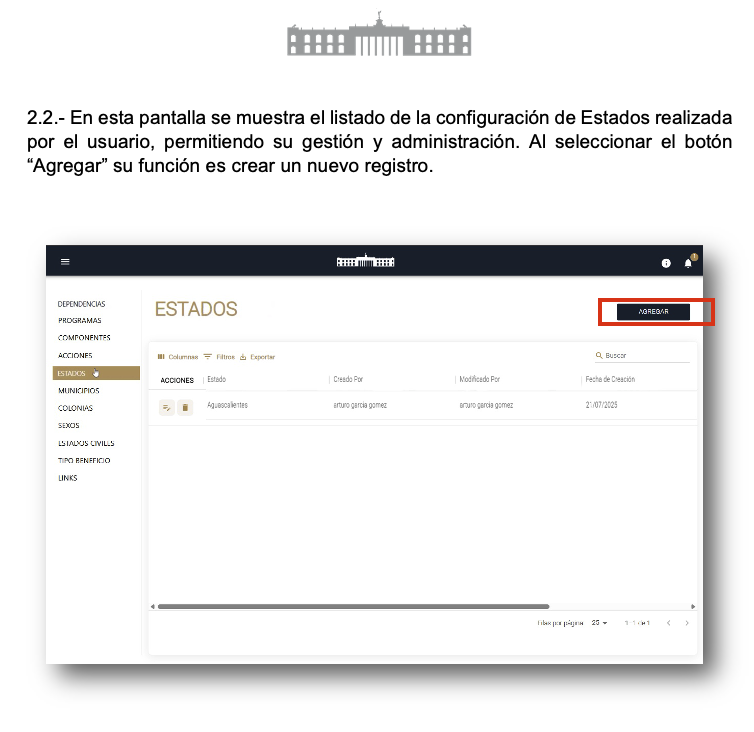 2.2.- En esta pantalla se muestra el listado de la configuración de Estados realizada
por el usuario, permitiendo su gestión y administración. Al seleccionar el botón
“Agregar” su función es crear un nuevo registro.
1
DEPENDENCIAS
PROGRAMAS
COMPONENTES
ACCIONES
ESTADOS
MUNICIPIOS
COLONIAS
SEXOS
ESTADOS CIVILES
TIPO BENEFICIO
LINKS
ESTADOS
AGREGAR
Columnas Filtros Exportar
Buscar
ACCIONES Estado Creado Por Modificado Por Fecha de Creación
Aguascalientes arturo garcia gomez arturo garcia gomez 21/07/2025
Filas por página 25 1–1 de 1